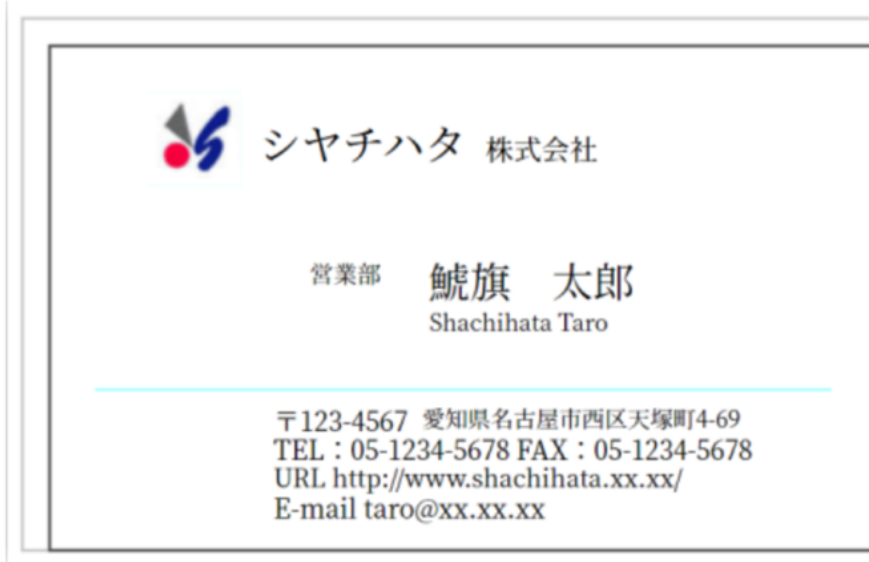 シヤチハタ 株式会社
営業部 鯱旗 太郎
Shachihata Taro
〒123-4567 愛知県名古屋市西区天塚町4-69
TEL：05-1234-5678 FAX：05-1234-5678
URL http://www.shachihata.xx.xx/
E-mail taro@xx.xx.xx